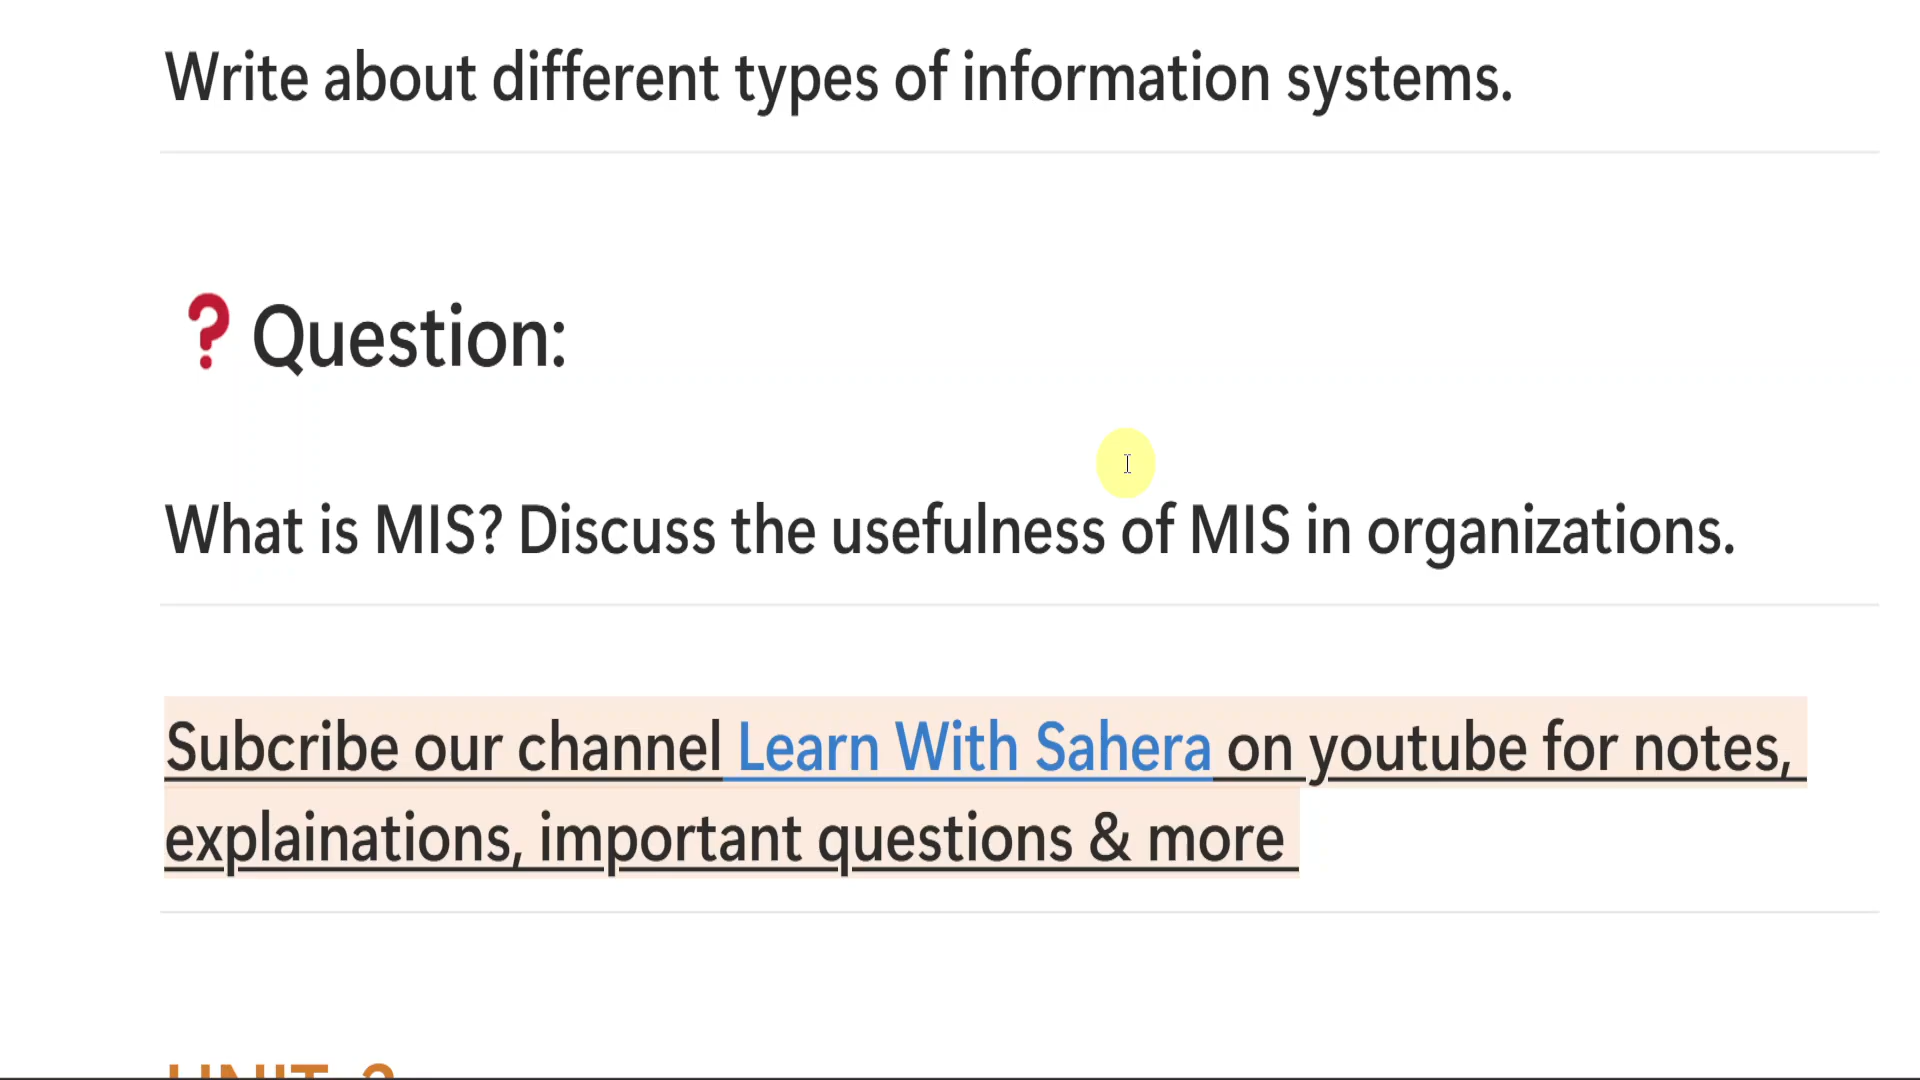 Write about different types of information systems.
❓ Question:
What is MIS? Discuss the usefulness of MIS in organizations.
Subcribe our channel Learn With Sahera on youtube for notes,
explainations, important questions & more